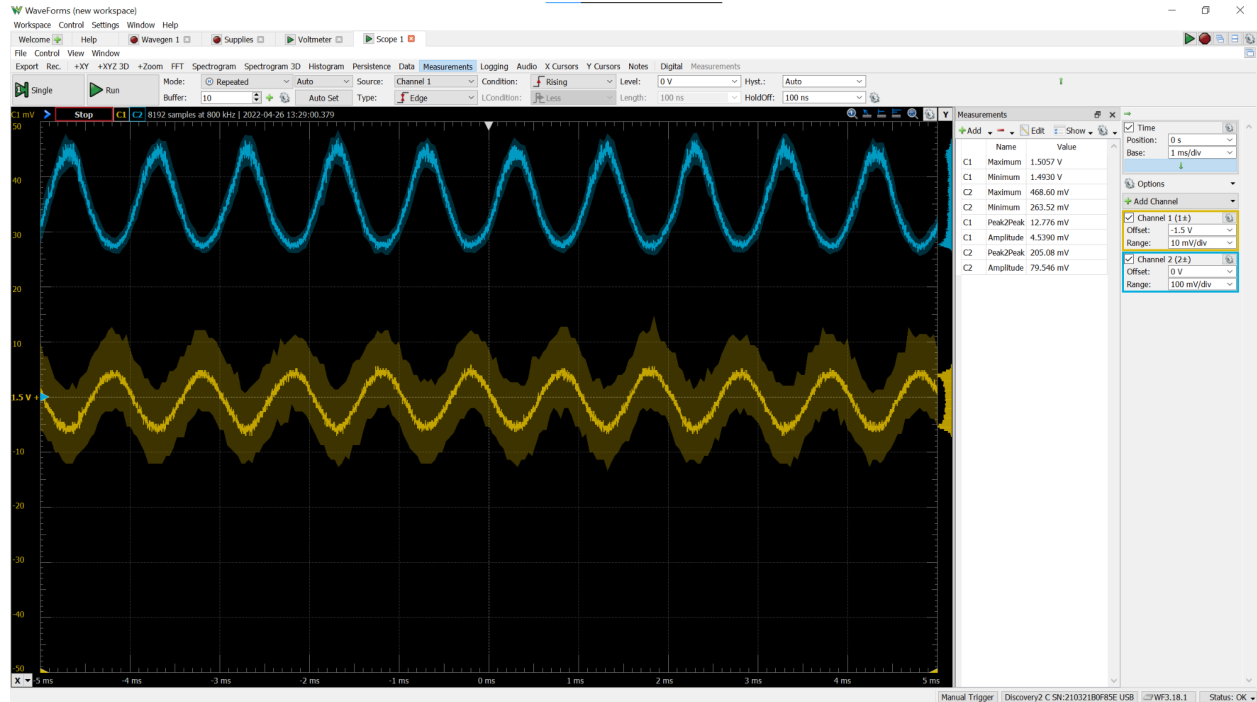 WaveForms (new workspace)
Workspace Control Settings Window Help
Welcome Help Wavegen 1 Supplies Voltmeter Scope 1
File Control View Window
Export Rec. +XY +XYZ 3D +Zoom FFT Spectrogram Spectrogram 3D Histogram Persistence Data Measurements Logging Audio X Cursors Y Cursors Notes Digital Measurements
Single Run Mode: Repeated Auto Source: Channel 1 Condition: Rising Level: 0 V Hyst.: Auto
Buffer: 10 Auto Set Type: Edge LCondition: Less Length: 100 ns HoldOff: 100 ns
C1 mV Stop C1 C2 8192 samples at 800 kHz | 2022-04-26 13:29:00.379 Y
50
40
30
20
10
1.5 V
-10
-20
-30
-40
-50
X -5 ms -4 ms -3 ms -2 ms -1 ms 0 ms 1 ms 2 ms 3 ms 4 ms 5 ms
Measurements
Add Edit Show
Name Value
C1 Maximum 1.5057 V
C1 Minimum 1.4930 V
C2 Maximum 468.60 mV
C2 Minimum 263.52 mV
C1 Peak2Peak 12.776 mV
C1 Amplitude 4.5390 mV
C2 Peak2Peak 205.08 mV
C2 Amplitude 79.546 mV
Time
Position: 0 s
Base: 1 ms/div
Options
Add Channel
Channel 1 (1±)
Offset: -1.5 V
Range: 10 mV/div
Channel 2 (2±)
Offset: 0 V
Range: 100 mV/div
Manual Trigger Discovery2 C SN:210321B0F85E USB WF3.18.1 Status: OK